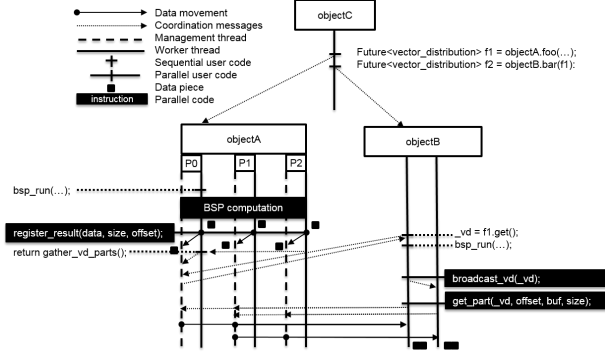 Data movement
Coordination messages
Management thread
Worker thread
Sequential user code
Parallel user code
Data piece
instruction
Parallel code
objectC
Future<vector_distribution> f1 = objectA.foo(…);
Future<vector_distribution> f2 = objectB.bar(f1):
objectA
objectB
P0
P1
P2
bsp_run(…);
BSP computation
register_result(data, size, offset);
return gather_vd_parts();
_vd = f1.get();
bsp_run(…);
broadcast_vd(_vd);
get_part(_vd, offset, buf, size);